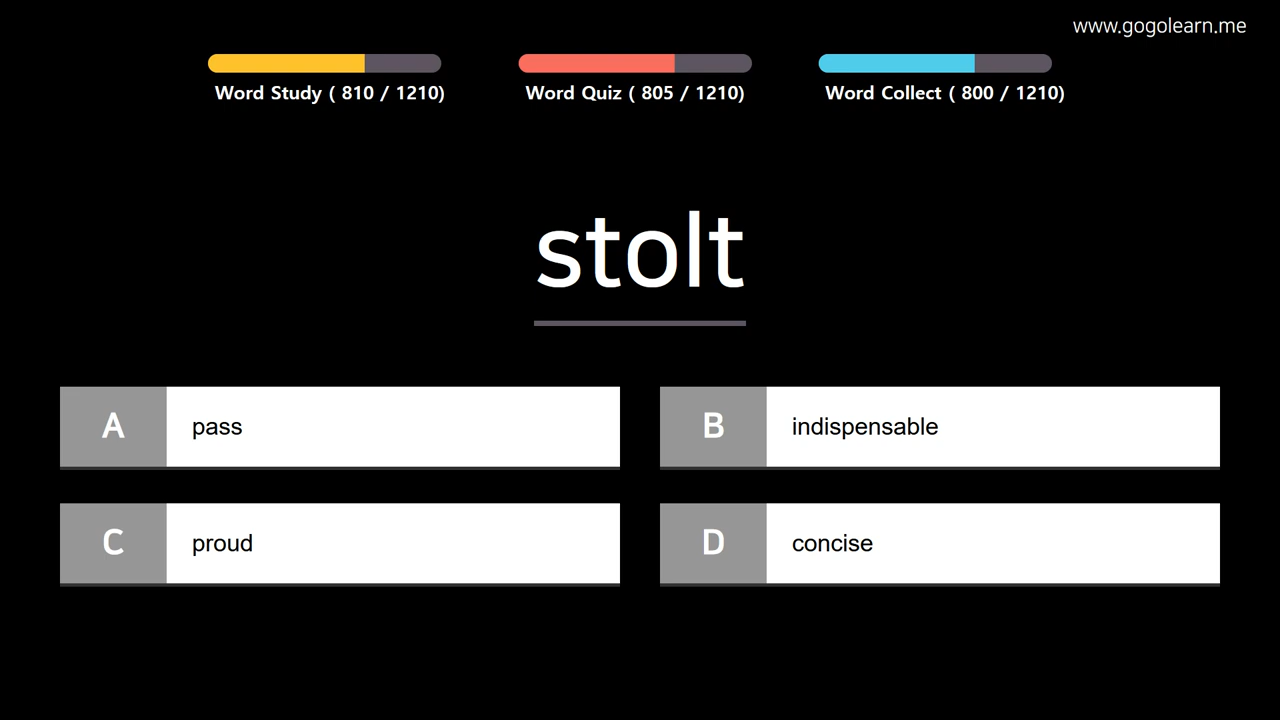 www.gogolearn.me
Word Study ( 810 / 1210)
Word Quiz ( 805 / 1210)
Word Collect ( 800 / 1210)
stolt
A pass
B indispensable
C proud
D concise